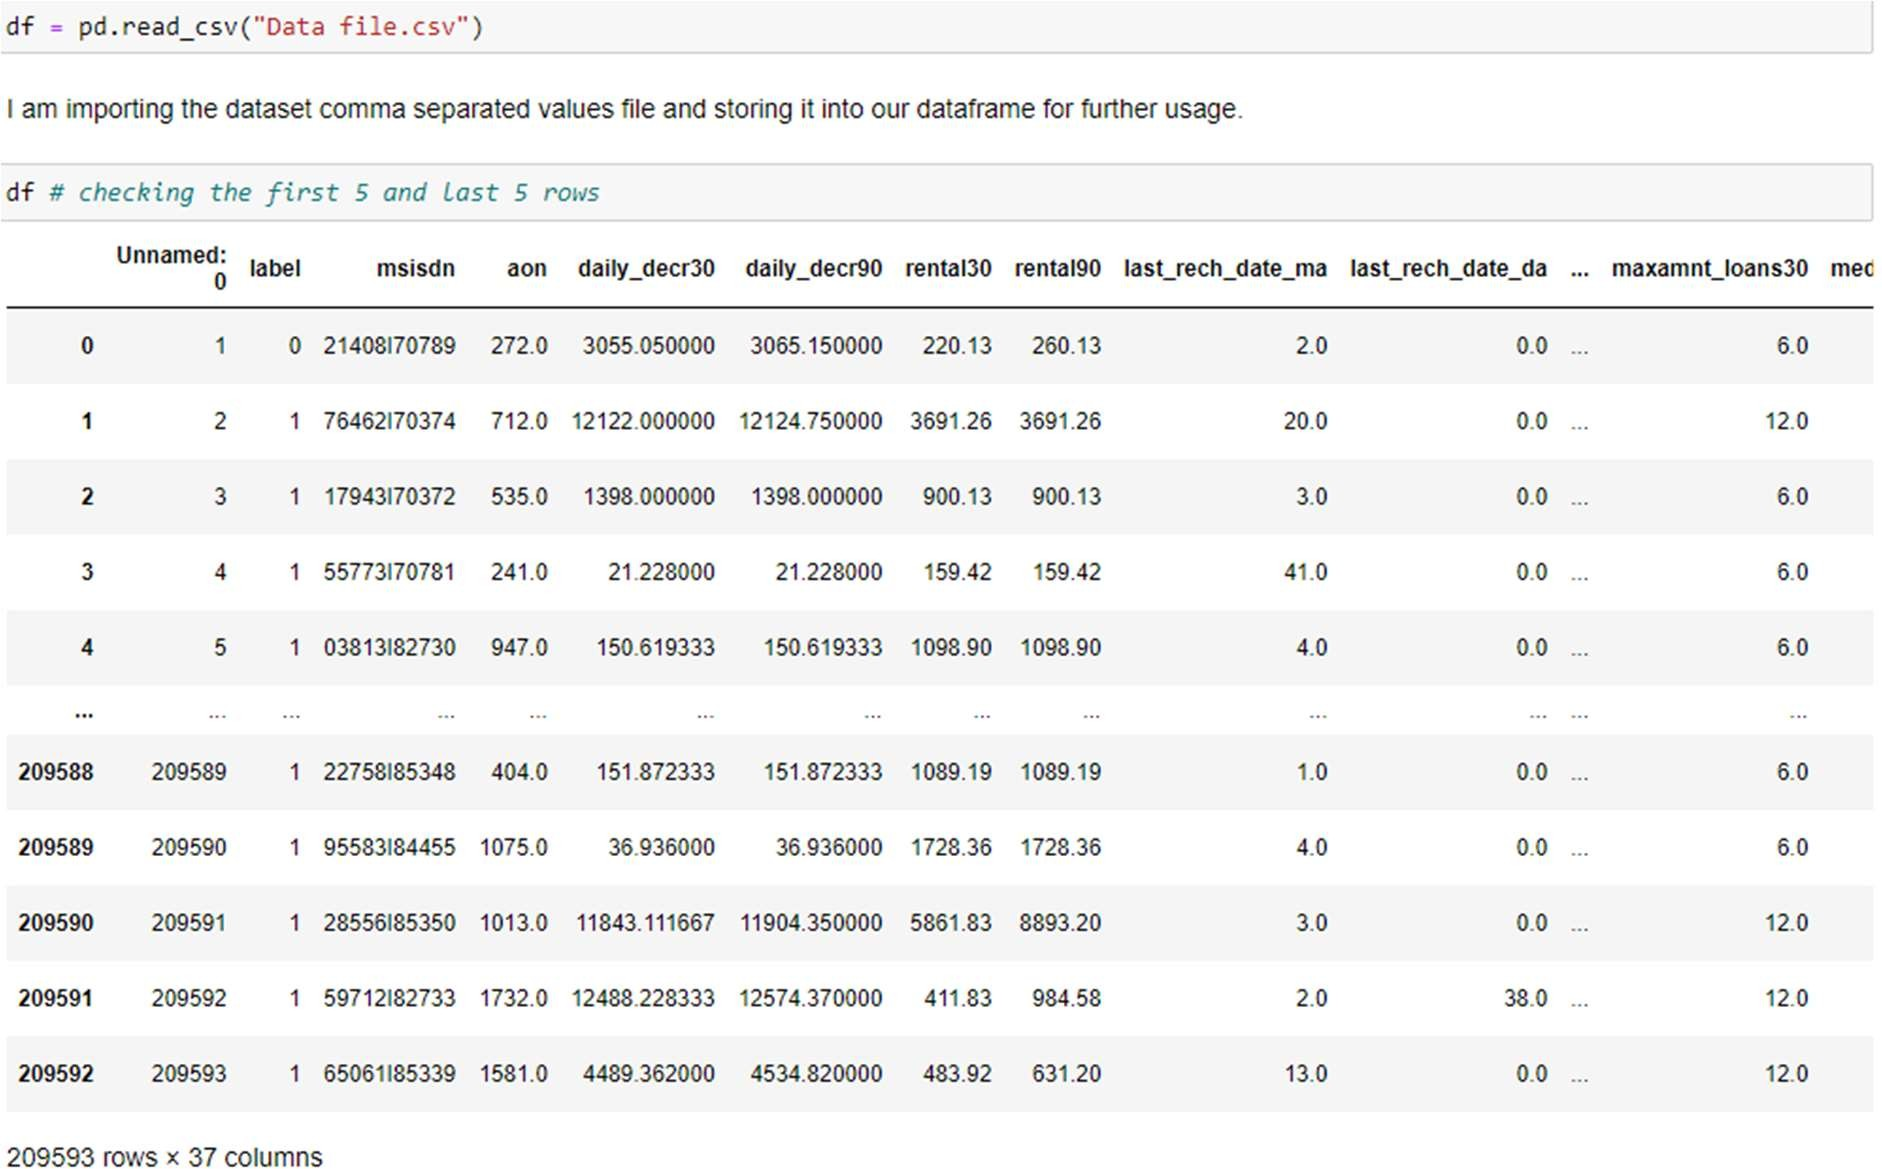 df = pd.read_csv("Data file.csv")
I am importing the dataset comma separated values file and storing it into our dataframe for further usage.
df # checking the first 5 and last 5 rows
Unnamed: 0 label msisdn aon daily_decr30 daily_decr90 rental30 rental90 last_rech_date_ma last_rech_date_da ... maxamnt_loans30 med
0 1 0 21408I70789 272.0 3055.050000 3065.150000 220.13 260.13 2.0 0.0 ... 6.0
1 2 1 76462I70374 712.0 12122.000000 12124.750000 3691.26 3691.26 20.0 0.0 ... 12.0
2 3 1 17943I70372 535.0 1398.000000 1398.000000 900.13 900.13 3.0 0.0 ... 6.0
3 4 1 55773I70781 241.0 21.228000 21.228000 159.42 159.42 41.0 0.0 ... 6.0
4 5 1 03813I82730 947.0 150.619333 150.619333 1098.90 1098.90 4.0 0.0 ... 6.0
... ... ... ... ... ... ... ... ... ... ... ... ...
209588 209589 1 22758I85348 404.0 151.872333 151.872333 1089.19 1089.19 1.0 0.0 ... 6.0
209589 209590 1 95583I84455 1075.0 36.936000 36.936000 1728.36 1728.36 4.0 0.0 ... 6.0
209590 209591 1 28556I85350 1013.0 11843.111667 11904.350000 5861.83 8893.20 3.0 0.0 ... 12.0
209591 209592 1 59712I82733 1732.0 12488.228333 12574.370000 411.83 984.58 2.0 38.0 ... 12.0
209592 209593 1 65061I85339 1581.0 4489.362000 4534.820000 483.92 631.20 13.0 0.0 ... 12.0
209593 rows × 37 columns